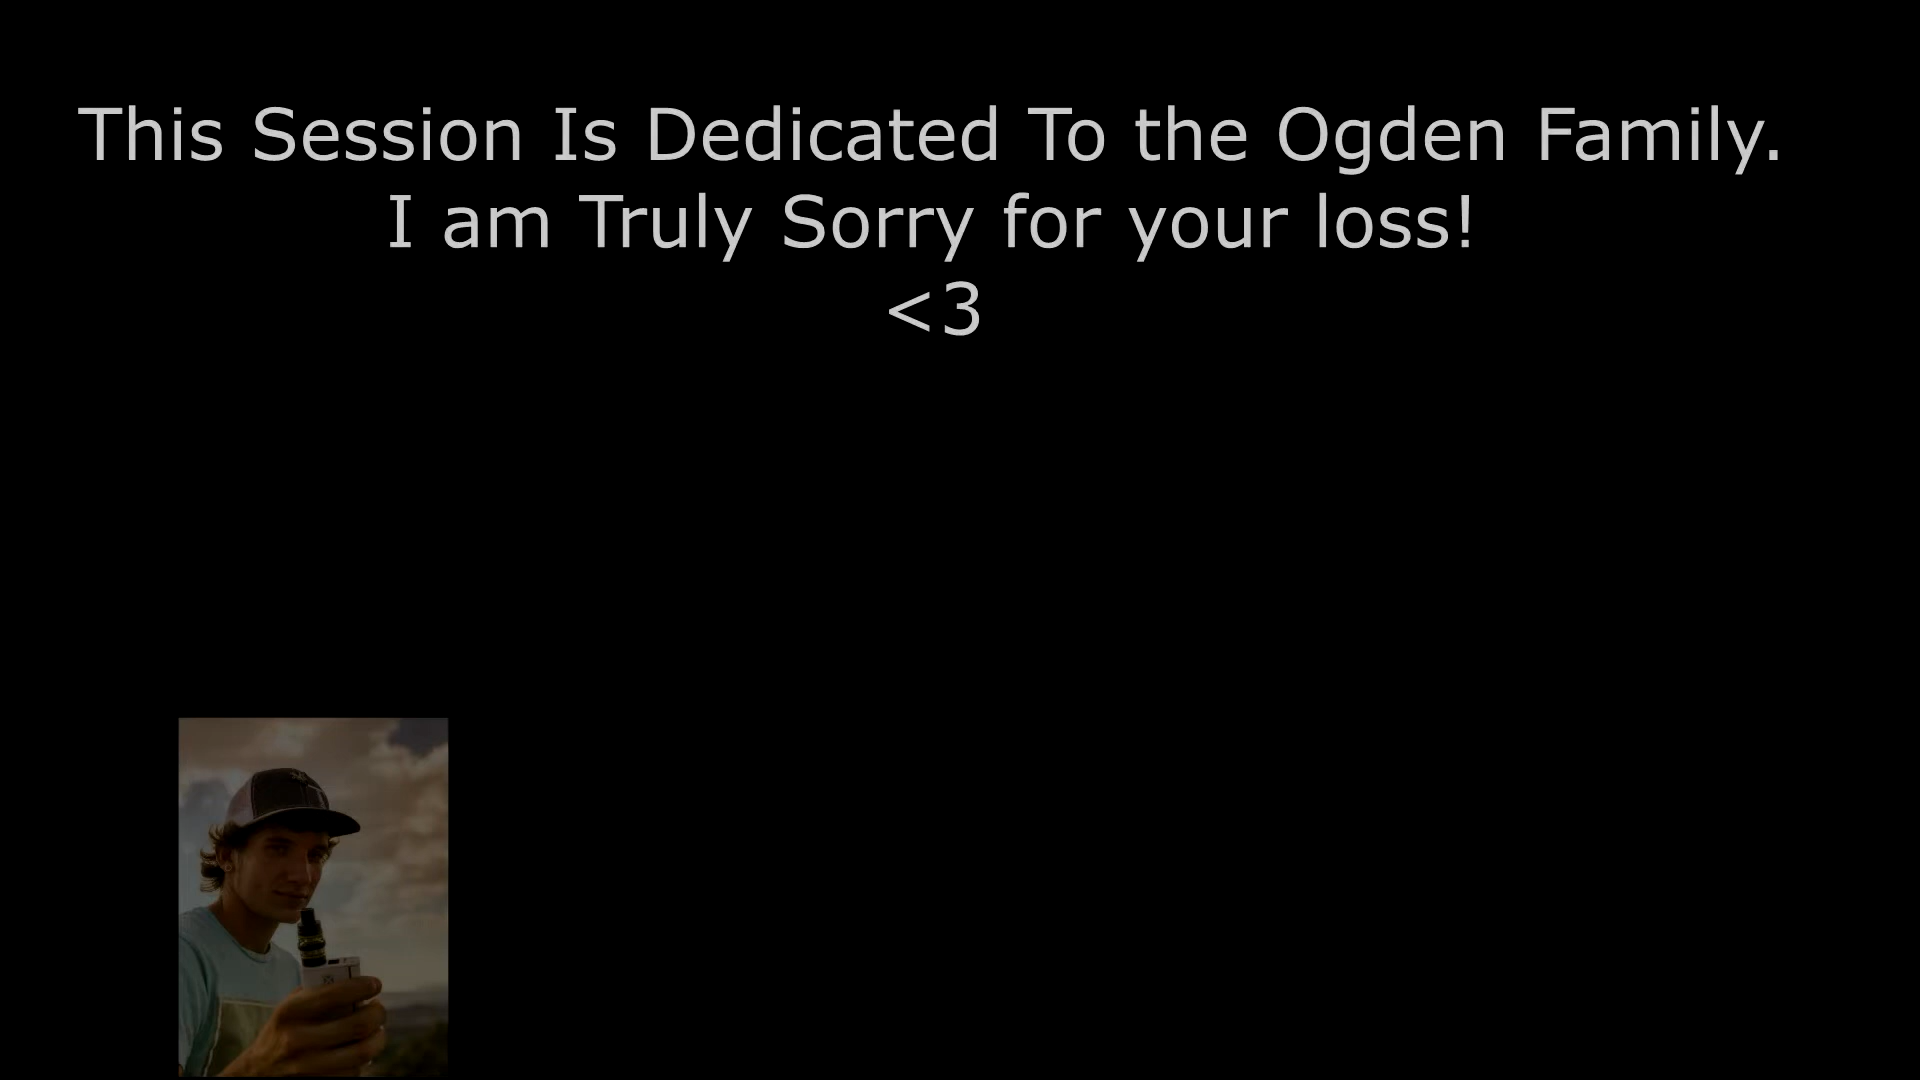 This Session Is Dedicated To the Ogden Family.
I am Truly Sorry for your loss!
<3